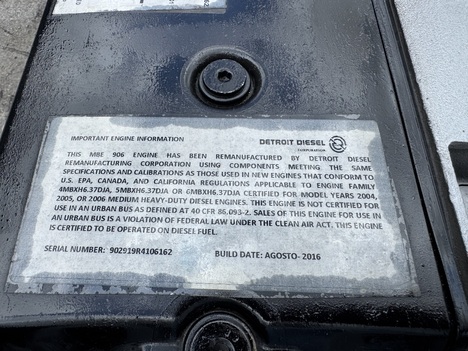 IMPORTANT ENGINE INFORMATION
DETROIT DIESEL
CORPORATION
THIS MBE 906 ENGINE HAS BEEN REMANUFACTURED BY DETROIT DIESEL
REMANUFACTURING CORPORATION USING COMPONENTS MEETING THE SAME
SPECIFICATIONS AND CALIBRATIONS AS THOSE USED IN NEW ENGINES THAT CONFORM TO
U.S. EPA, CANADA, AND CALIFORNIA REGULATIONS APPLICABLE TO ENGINE FAMILY
4MBXH6.37DJA, 5MBXH6.37DJA OR 6MBXH6.37DJA CERTIFIED FOR MODEL YEARS 2004,
2005, OR 2006 MEDIUM HEAVY-DUTY DIESEL ENGINES. THIS ENGINE IS NOT CERTIFIED FOR
USE IN AN URBAN BUS AS DEFINED AT 40 CFR 86.093-2. SALES OF THIS ENGINE FOR USE IN
AN URBAN BUS IS A VIOLATION OF FEDERAL LAW UNDER THE CLEAN AIR ACT. THIS ENGINE
IS CERTIFIED TO BE OPERATED ON DIESEL FUEL.
SERIAL NUMBER: 902919R4106162 BUILD DATE: AGOSTO- 2016